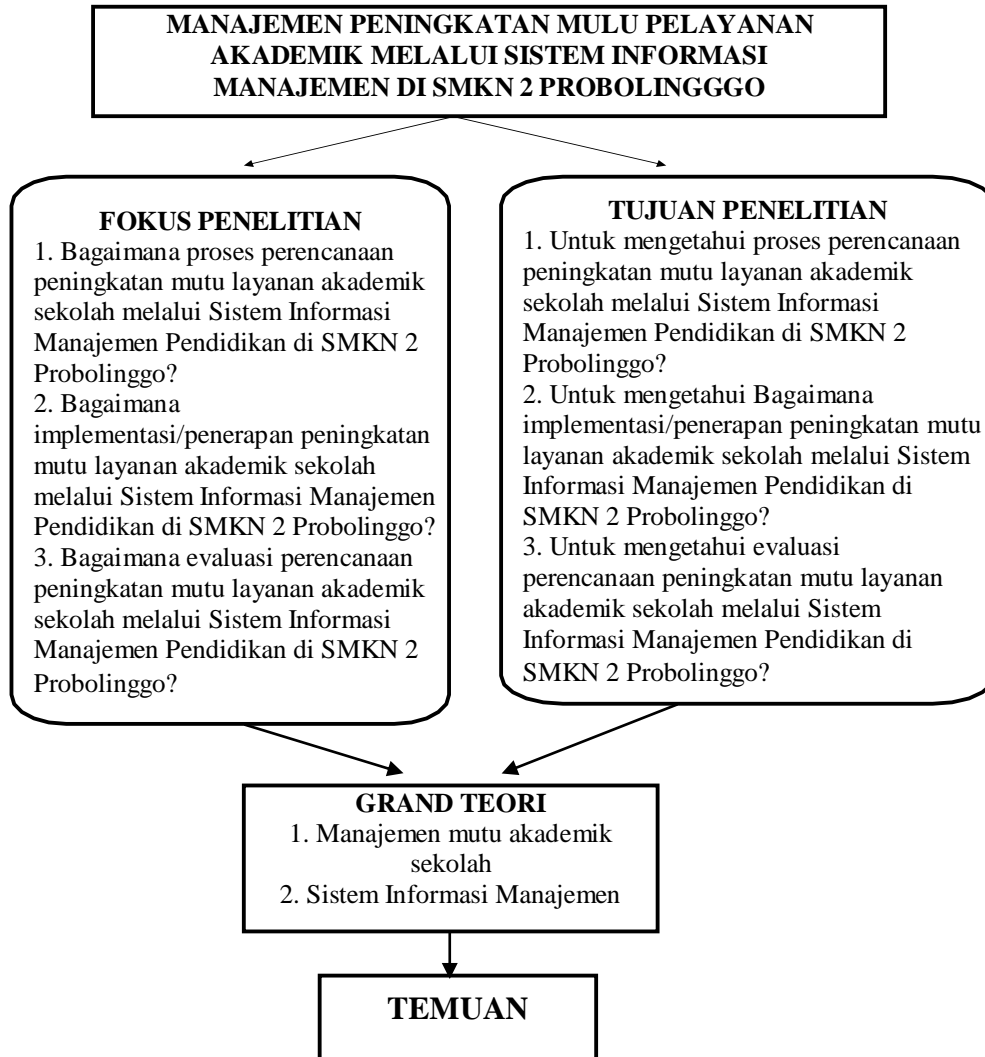 MANAJEMEN PENINGKATAN MULU PELAYANAN
AKADEMIK MELALUI SISTEM INFORMASI
MANAJEMEN DI SMKN 2 PROBOLINGGGO
FOKUS PENELITIAN
1. Bagaimana proses perencanaan
peningkatan mutu layanan akademik
sekolah melalui Sistem Informasi
Manajemen Pendidikan di SMKN 2
Probolinggo?
2. Bagaimana
implementasi/penerapan peningkatan
mutu layanan akademik sekolah
melalui Sistem Informasi Manajemen
Pendidikan di SMKN 2 Probolinggo?
3. Bagaimana evaluasi perencanaan
peningkatan mutu layanan akademik
sekolah melalui Sistem Informasi
Manajemen Pendidikan di SMKN 2
Probolinggo?
TUJUAN PENELITIAN
1. Untuk mengetahui proses perencanaan
peningkatan mutu layanan akademik
sekolah melalui Sistem Informasi
Manajemen Pendidikan di SMKN 2
Probolinggo?
2. Untuk mengetahui Bagaimana
implementasi/penerapan peningkatan mutu
layanan akademik sekolah melalui Sistem
Informasi Manajemen Pendidikan di
SMKN 2 Probolinggo?
3. Untuk mengetahui evaluasi
perencanaan peningkatan mutu layanan
akademik sekolah melalui Sistem
Informasi Manajemen Pendidikan di
SMKN 2 Probolinggo?
GRAND TEORI
1. Manajemen mutu akademik
sekolah
2. Sistem Informasi Manajemen
TEMUAN